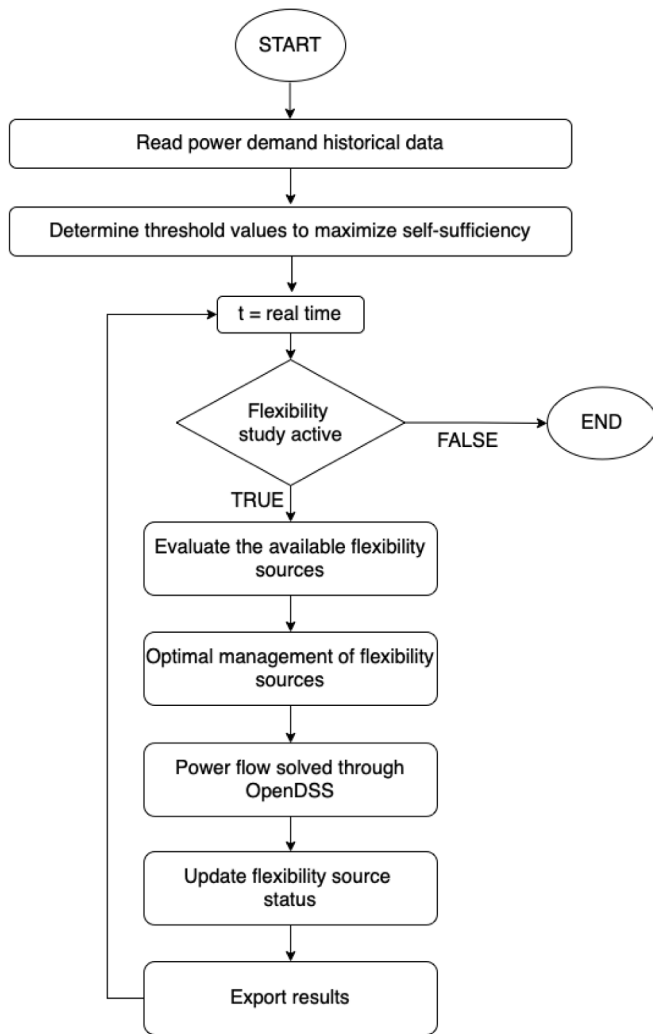 START
Read power demand historical data
Determine threshold values to maximize self-sufficiency
t = real time
Flexibility
study active
FALSE
END
TRUE
Evaluate the available flexibility
sources
Optimal management of flexibility
sources
Power flow solved through
OpenDSS
Update flexibility source
status
Export results